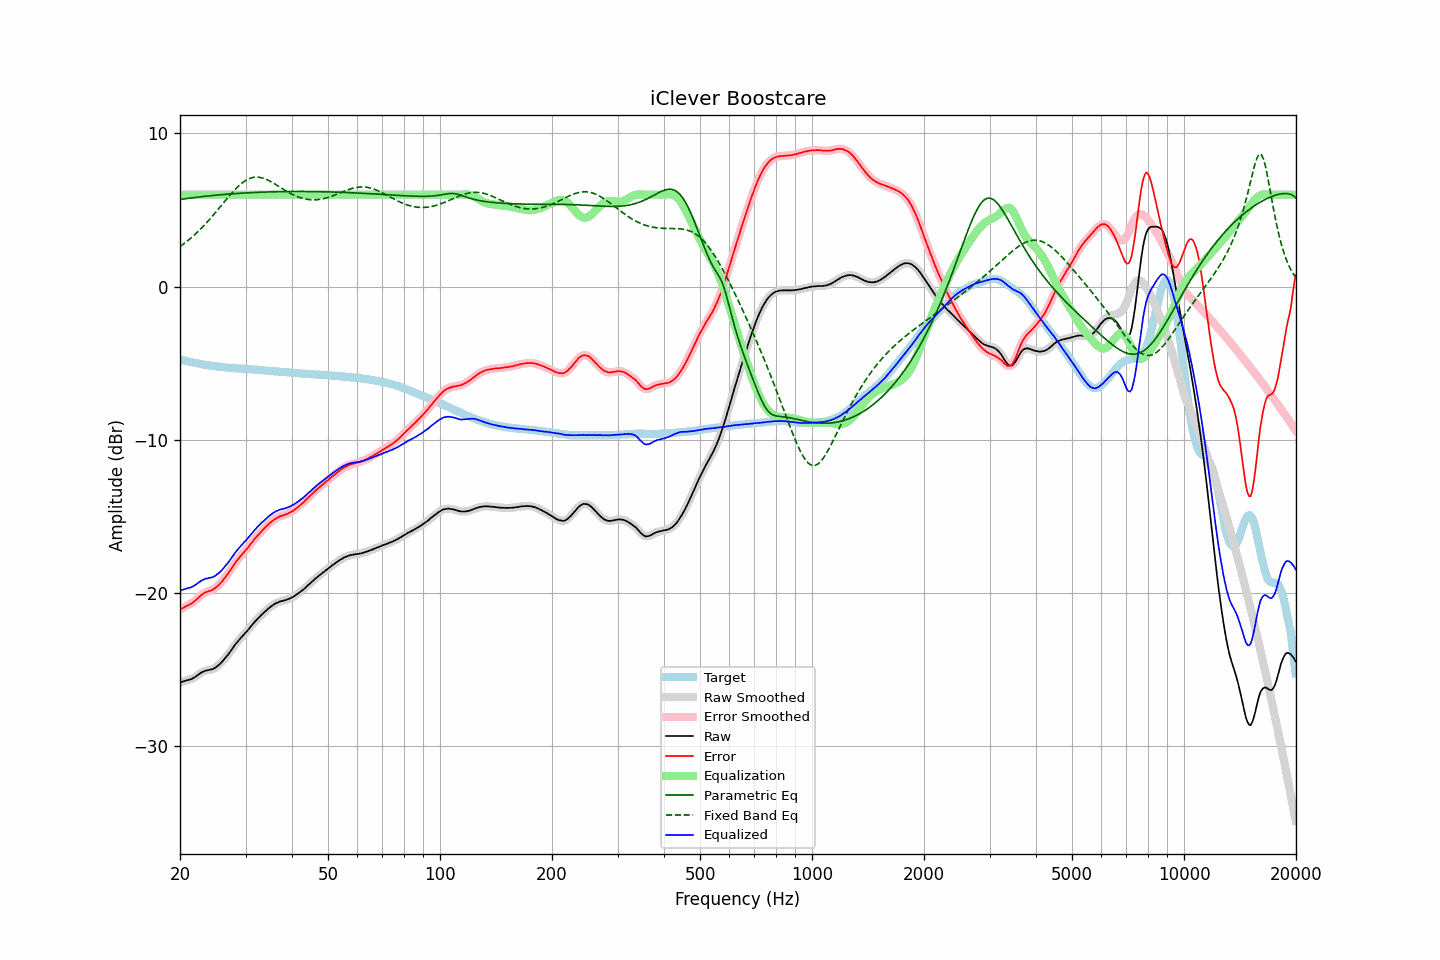 iClever Boostcare
Amplitude (dBr)
10
0
−10
−20
−30
Target
Raw Smoothed
Error Smoothed
Raw
Error
Equalization
Parametric Eq
Fixed Band Eq
Equalized
20 50 100 200 500 1000 2000 5000 10000 20000
Frequency (Hz)